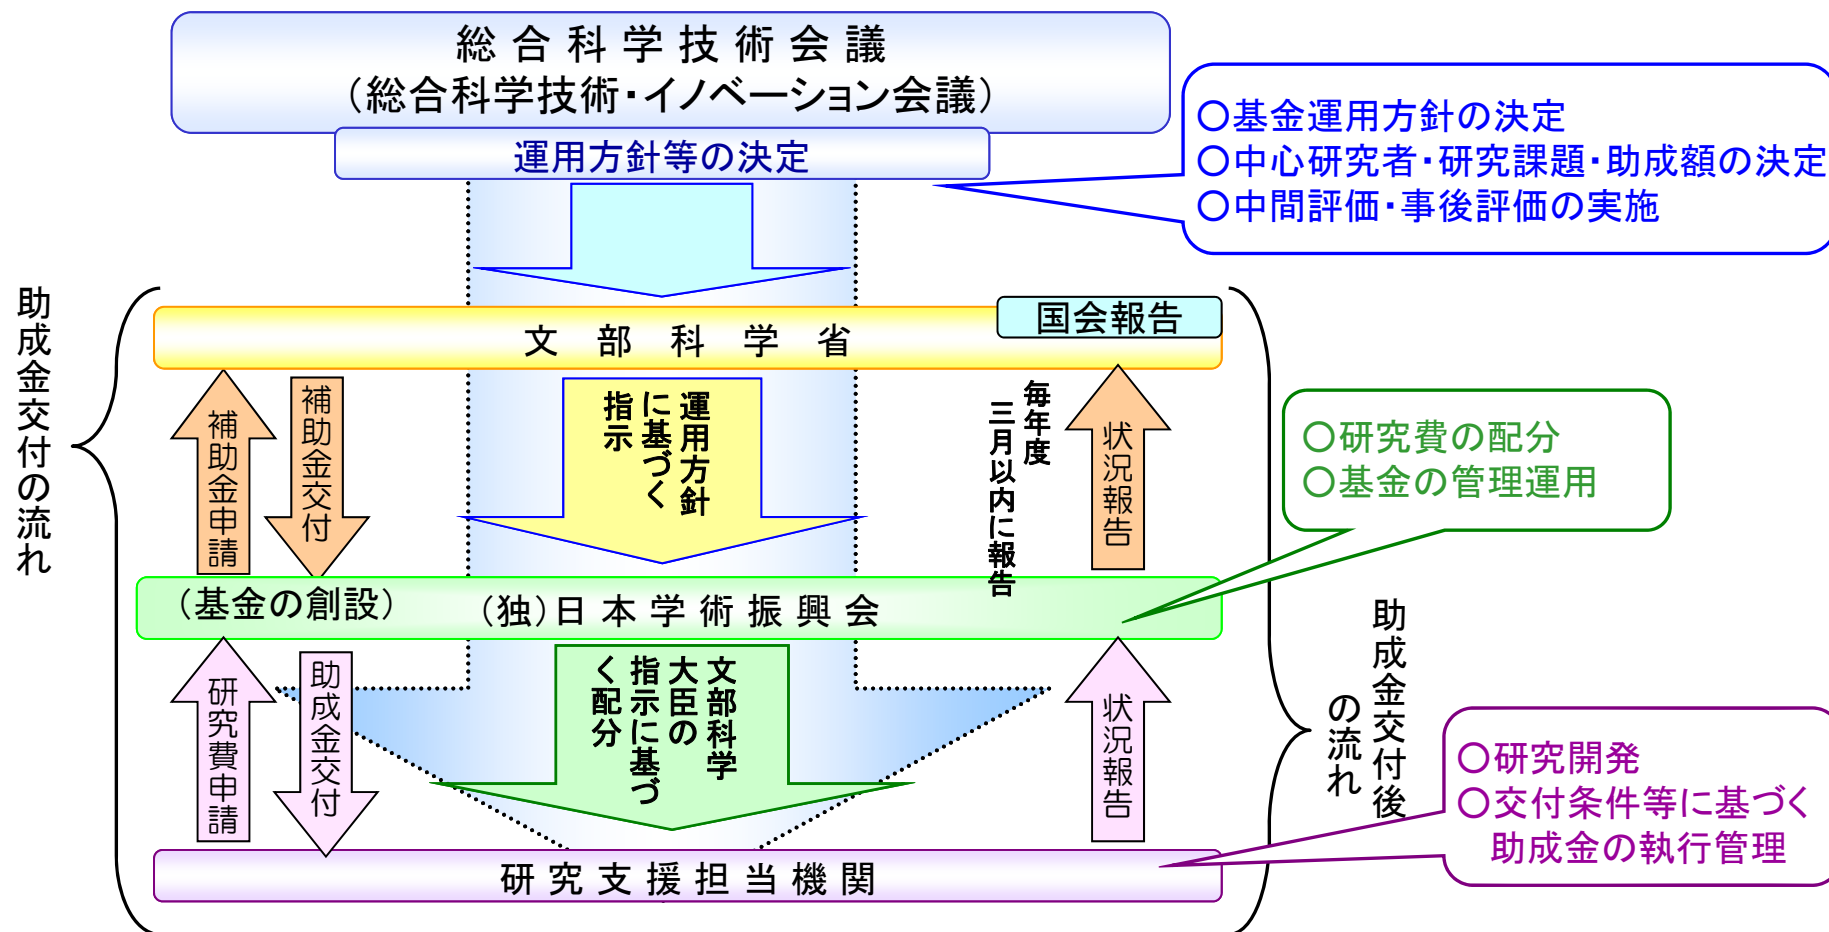 総合科学技術会議
（総合科学技術・イノベーション会議）
運用方針等の決定
○基金運用方針の決定
○中心研究者・研究課題・助成額の決定
○中間評価・事後評価の実施
助成金交付の流れ
文部科学省
国会報告
補助金申請
補助金交付
運用方針
に基づく
指示
毎年度
三月以内に報告
状況報告
○研究費の配分
○基金の管理運用
（基金の創設）
（独）日本学術振興会
研究費申請
助成金交付
文部科学
大臣の
指示に基づ
く配分
状況報告
助成金交付後
の流れ
○研究開発
○交付条件等に基づく
助成金の執行管理
研究支援担当機関